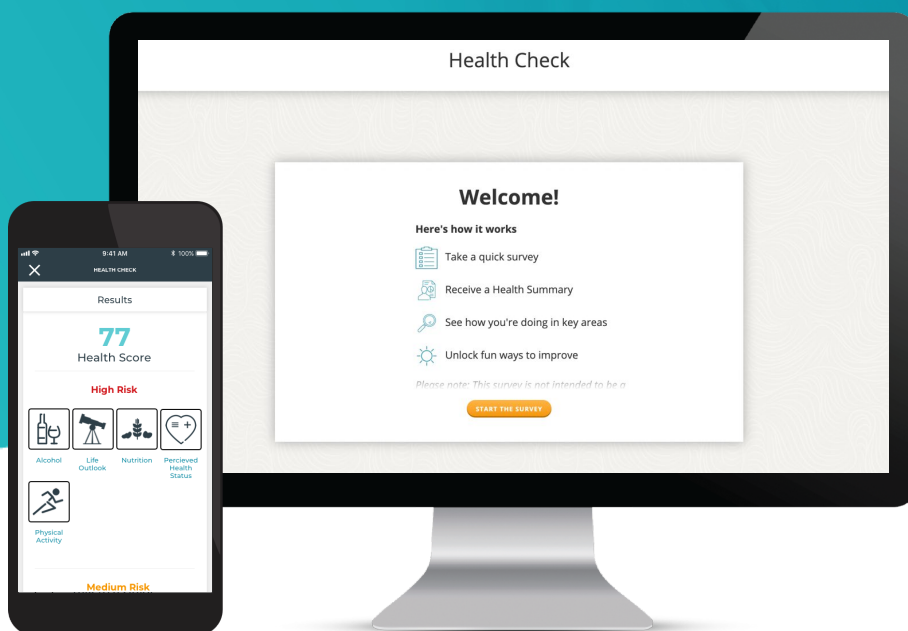 Health Check
Welcome!
Here's how it works
Take a quick survey
Receive a Health Summary
See how you're doing in key areas
Unlock fun ways to improve
Please note: This survey is not intended to be a
START THE SURVEY
9:41 AM
100%
HEALTH CHECK
Results
77
Health Score
High Risk
Alcohol
Life
Outlook
Nutrition
Percieved
Health
Status
Physical
Activity
Medium Risk